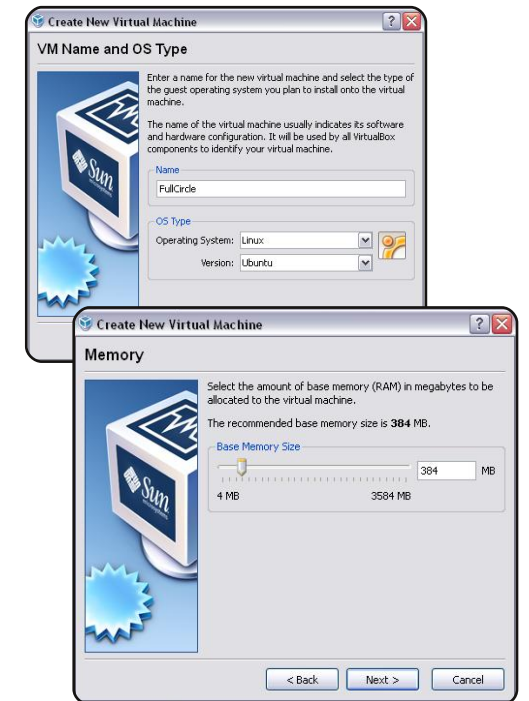 Create New Virtual Machine
VM Name and OS Type
Enter a name for the new virtual machine and select the type of
the guest operating system you plan to install onto the virtual
machine.
The name of the virtual machine usually indicates its software
and hardware configuration. It will be used by all VirtualBox
components to identify your virtual machine.
Name
FullCircle
OS Type
Operating System: Linux
Version: Ubuntu
Sun
microsystems
Create New Virtual Machine
Memory
Select the amount of base memory (RAM) in megabytes to be
allocated to the virtual machine.
The recommended base memory size is 384 MB.
Base Memory Size
384 MB
4 MB 3584 MB
Sun
microsystems
< Back Next > Cancel